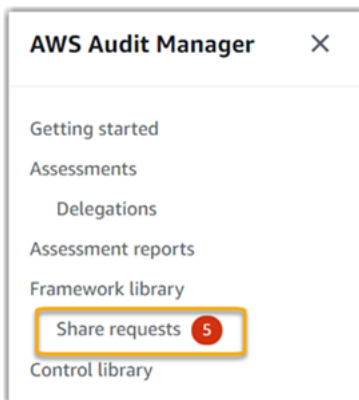 AWS Audit Manager
Getting started
Assessments
Delegations
Assessment reports
Framework library
Share requests 5
Control library